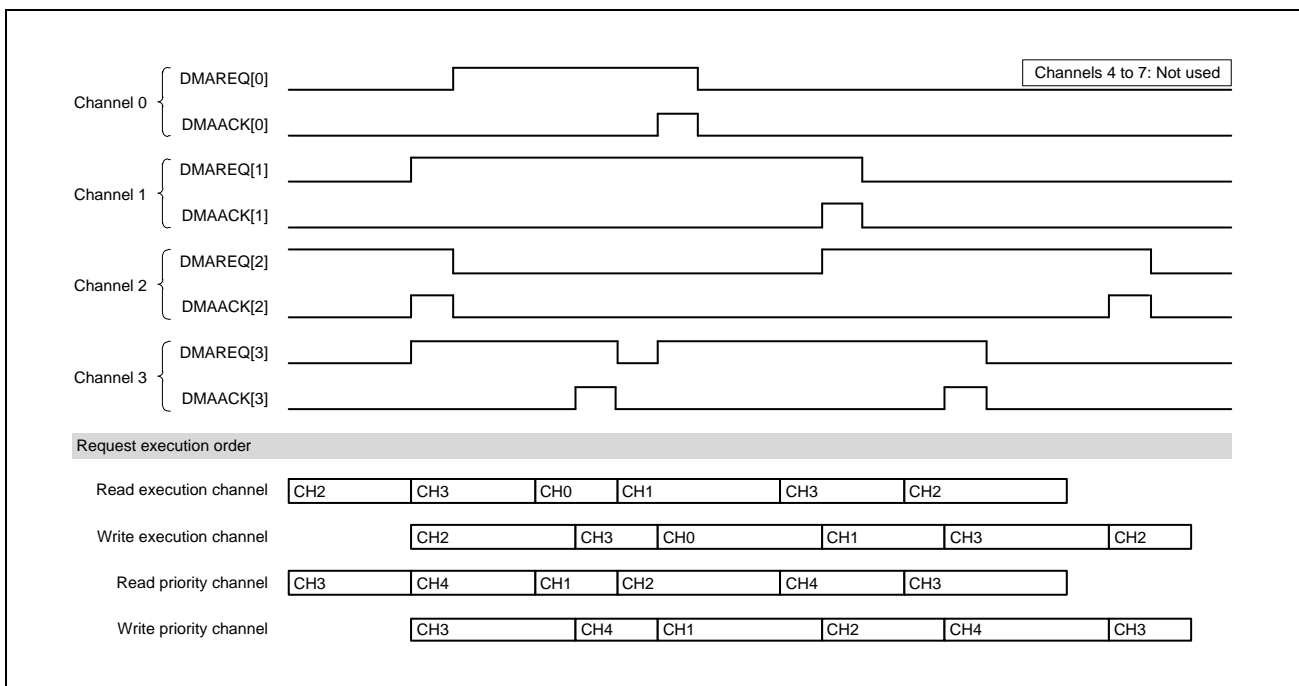 Channels 4 to 7: Not used
Channel 0
DMAREQ[0]
DMAACK[0]
Channel 1
DMAREQ[1]
DMAACK[1]
Channel 2
DMAREQ[2]
DMAACK[2]
Channel 3
DMAREQ[3]
DMAACK[3]
Request execution order
Read execution channel CH2 CH3 CH0 CH1 CH3 CH2
Write execution channel CH2 CH3 CH0 CH1 CH3 CH2
Read priority channel CH3 CH4 CH1 CH2 CH4 CH3
Write priority channel CH3 CH4 CH1 CH2 CH4 CH3